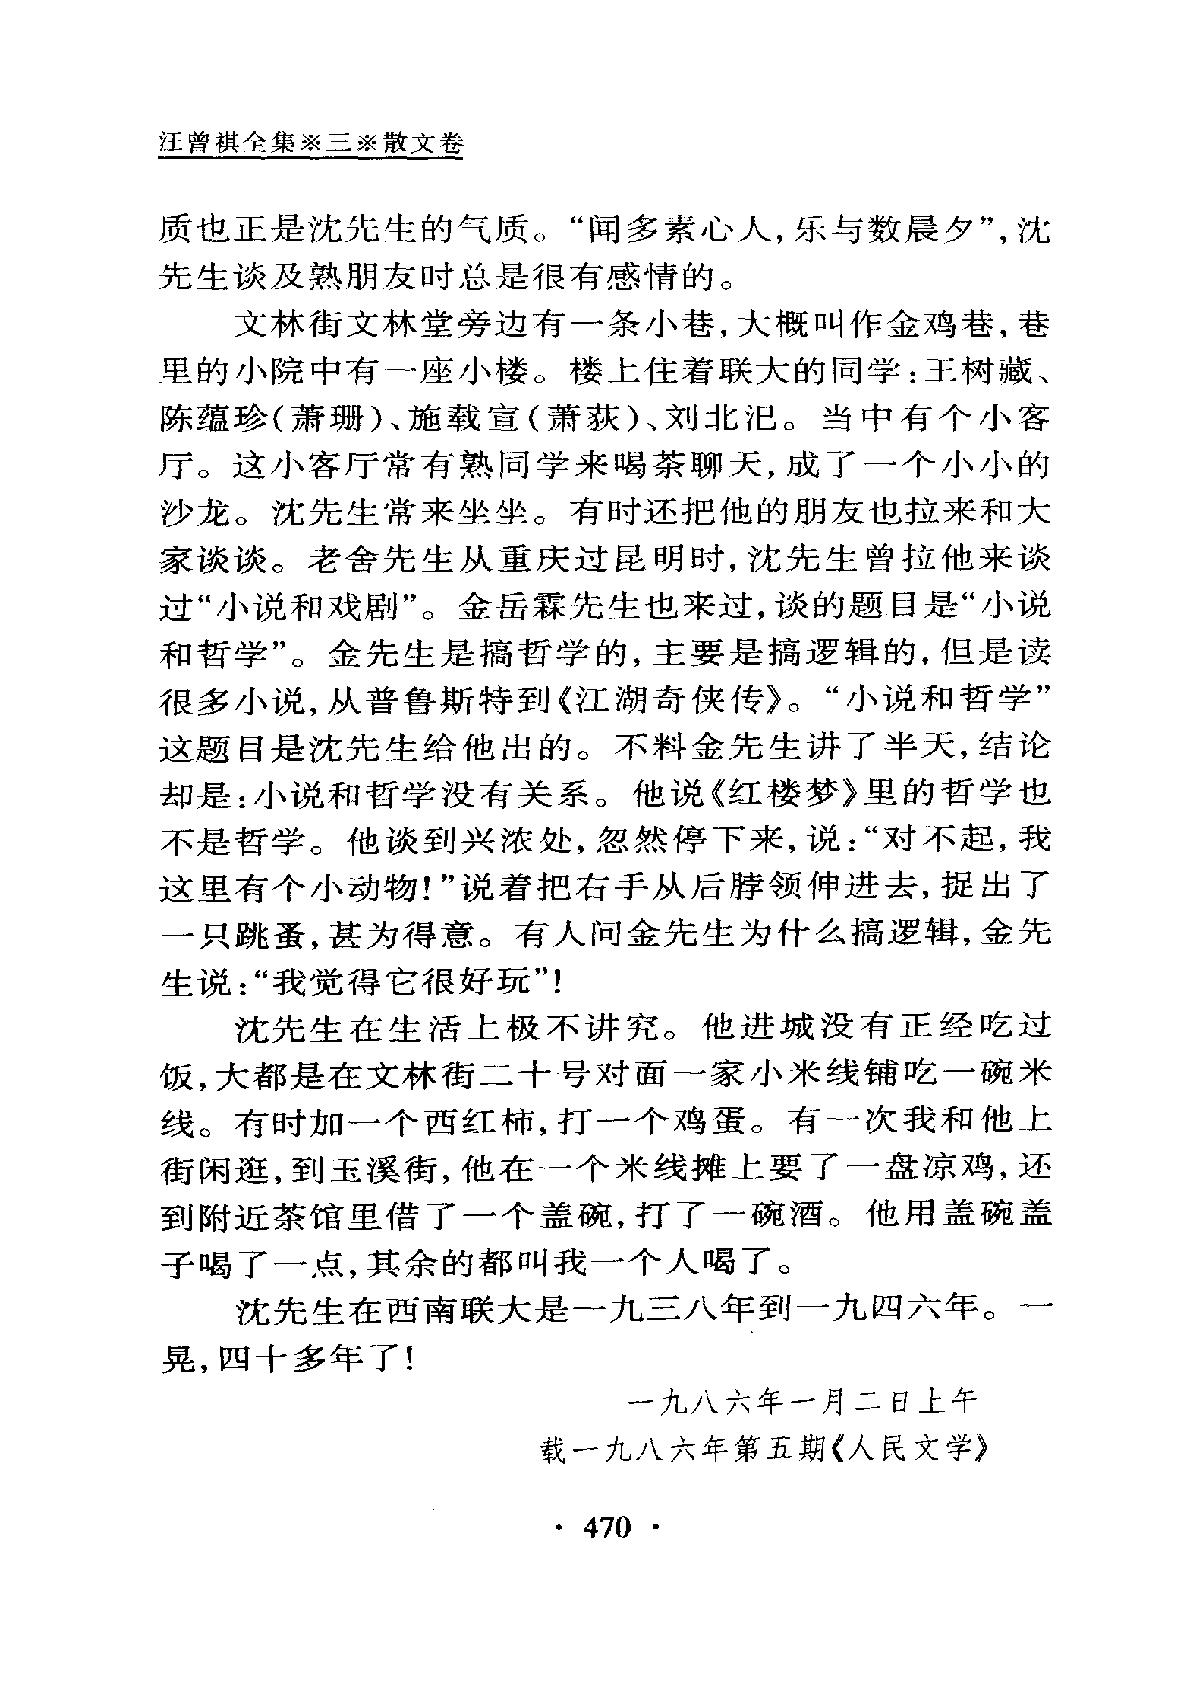 汪曾祺全集※三※散文卷
质也正是沈先生的气质。“闻多素心人,乐与数晨夕”,沈
先生谈及熟朋友时总是很有感情的。
文林街文林堂旁边有一条小巷,大概叫作金鸡巷,巷
里的小院中有一座小楼。楼上住着联大的同学:王树藏、
陈蕴珍(萧珊)、施载宣(萧荻)、刘北汜。当中有个小客
厅。这小客厅常有熟同学来喝茶聊天,成了一个小小的
沙龙。沈先生常来坐坐。有时还把他的朋友也拉来和大
家谈谈。老舍先生从重庆过昆明时,沈先生曾拉他来谈
过“小说和戏剧”。金岳霖先生也来过,谈的题目是“小说
和哲学”。金先生是搞哲学的,主要是搞逻辑的,但是读
很多小说,从普鲁斯特到《江湖奇侠传》。“小说和哲学”
这题目是沈先生给他出的。不料金先生讲了半天,结论
却是:小说和哲学没有关系。他说《红楼梦》里的哲学也
不是哲学。他谈到兴浓处,忽然停下来,说:“对不起,我
这里有个小动物!”说着把右手从后脖领伸进去,捉出了
一只跳蚤,甚为得意。有人问金先生为什么搞逻辑,金先
生说:“我觉得它很好玩”!
沈先生在生活上极不讲究。他进城没有正经吃过
饭,大都是在文林街二十号对面一家小米线铺吃一碗米
线。有时加一个西红柿,打一个鸡蛋。有一次我和他上
街闲逛,到玉溪街,他在一个米线摊上要了一盘凉鸡,还
到附近茶馆里借了一个盖碗,打了一碗酒。他用盖碗盖
子喝了一点,其余的都叫我一个人喝了。
沈先生在西南联大是一九三八年到一九四六年。一
晃,四十多年了!
一九八六年一月二日上午
载一九八六年第五期《人民文学》
· 470 ·